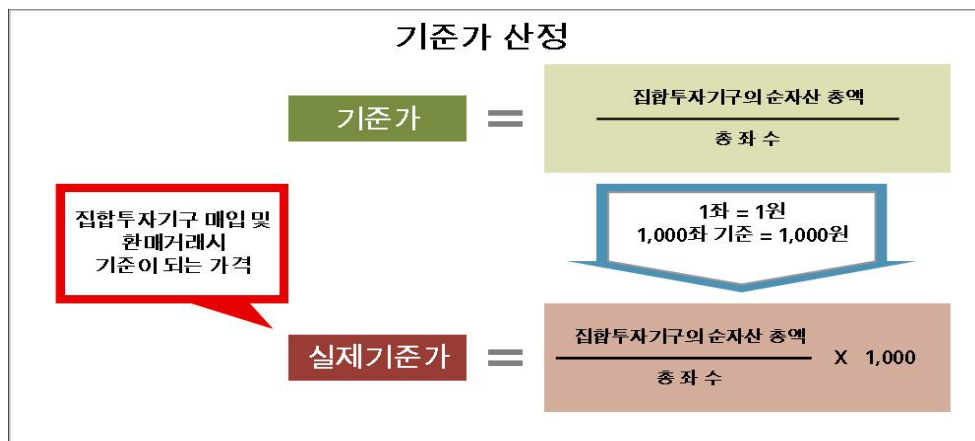 기준가 산정
기준가
=
집합투자기구의 순자산 총액
총 좌 수
집합투자기구 매입 및
환매거래시
기준이 되는 가격
1좌 = 1원
1,000좌 기준 = 1,000원
실제기준가
=
집합투자기구의 순자산 총액
총 좌 수
X 1,000